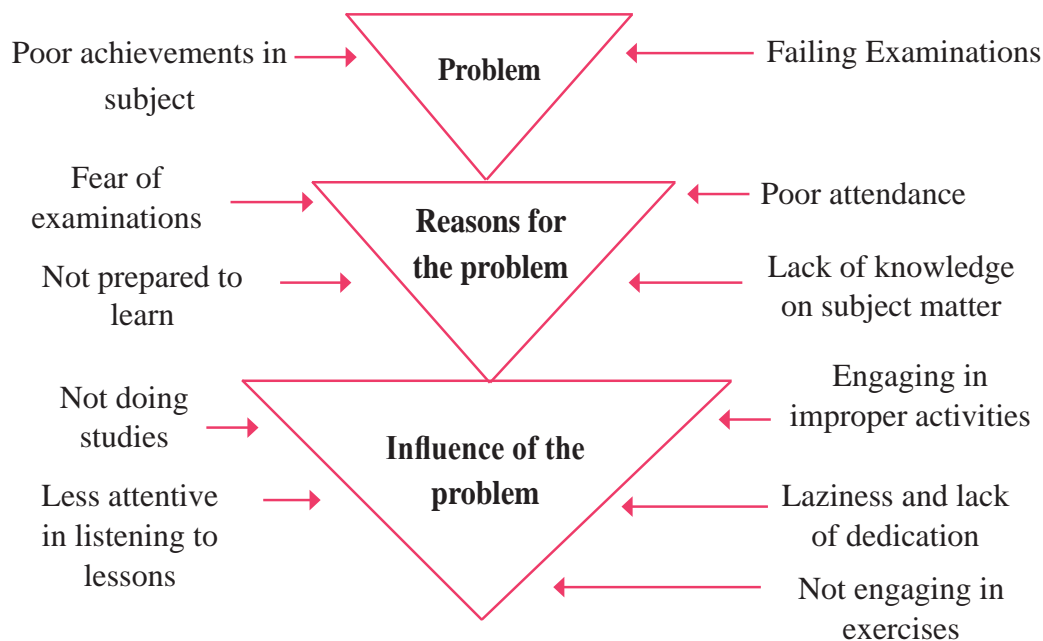 Poor achievements in
subject
Problem
Failing Examinations
Fear of
examinations
Poor attendance
Reasons for
the problem
Not prepared to
learn
Lack of knowledge
on subject matter
Not doing
studies
Engaging in
improper activities
Influence of the
problem
Less attentive
in listening to
lessons
Laziness and lack
of dedication
Not engaging in
exercises